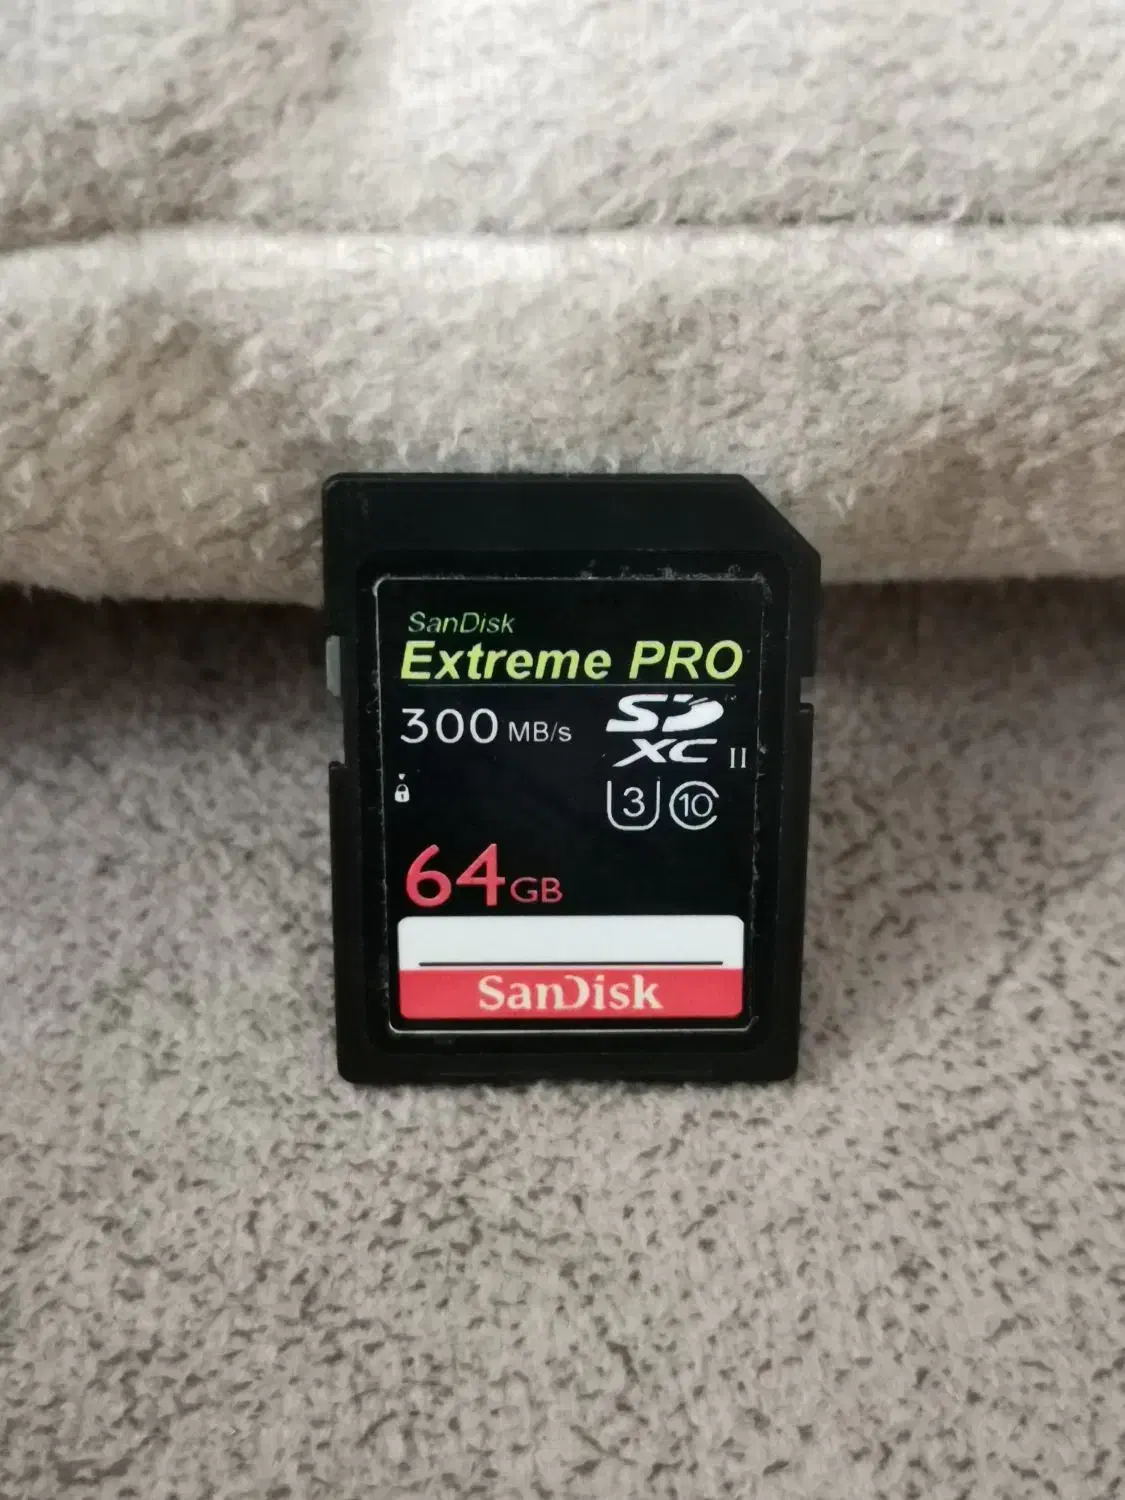 SanDisk
Extreme PRO
300 MB/s
SD
XC II
3 10
64GB
SanDisk